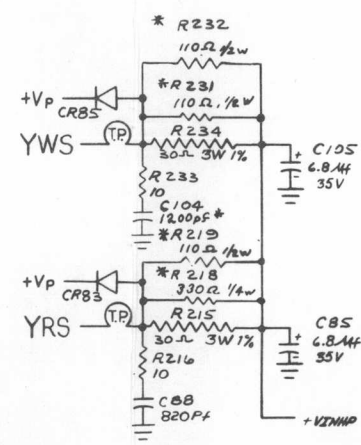 * R232
110Ω 1/2W
*R231
110Ω, 1/2W
+Vp
CR85
YWS
T.P.
R234
30Ω 3W 1%
C105
6.8μf
35V
R233
10
C104
1200pf *
*R219
110Ω 1/2W
*R218
330Ω 1/4W
+Vp
CR83
YRS
T.P.
R215
30Ω 3W 1%
C85
6.8μf
35V
R216
10
C88
820Pf
+VINHP